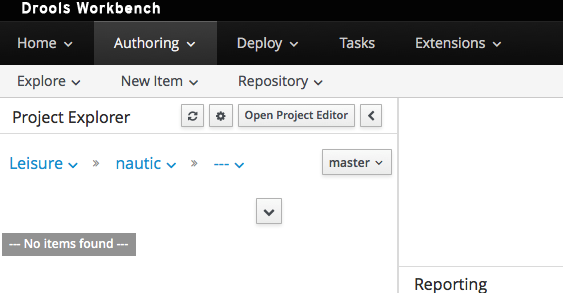 Drools Workbench
Home Authoring Deploy Tasks Extensions
Explore New Item Repository
Project Explorer Open Project Editor
Leisure » nautic » --- master
--- No items found ---
Reporting